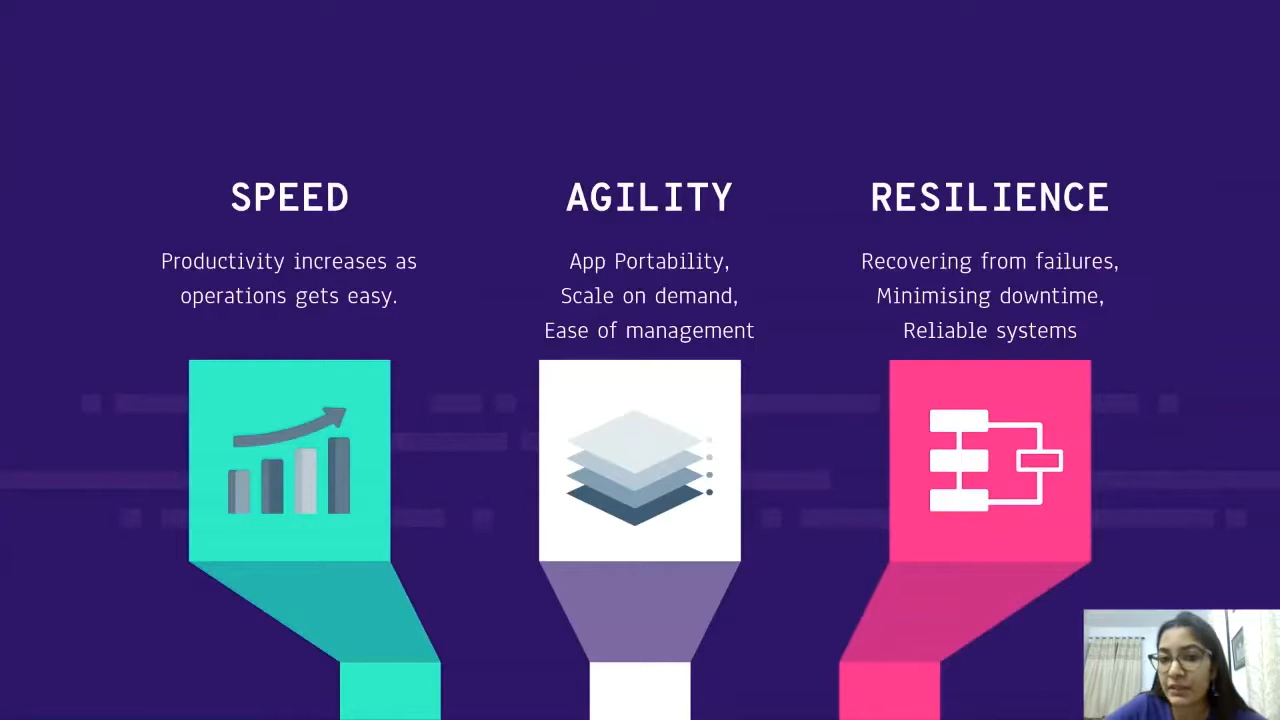 SPEED
Productivity increases as
operations gets easy.
AGILITY
App Portability,
Scale on demand,
Ease of management
RESILIENCE
Recovering from failures,
Minimising downtime,
Reliable systems